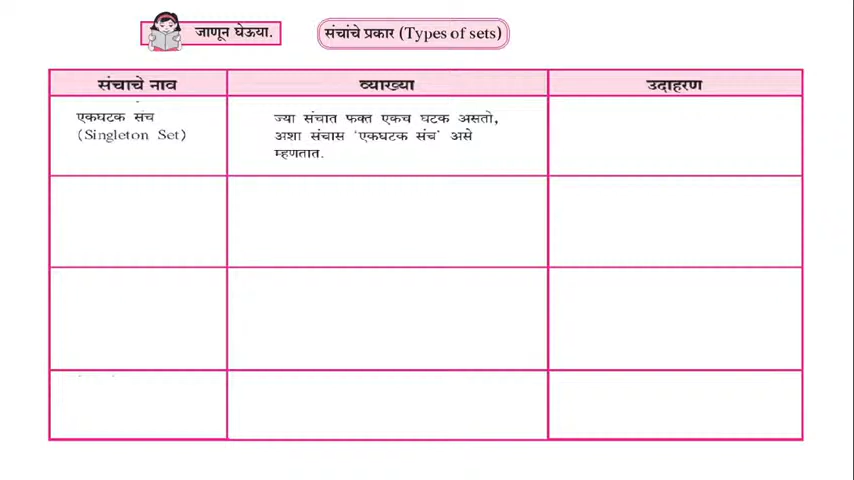 जाणून घेऊया.
संचांचे प्रकार (Types of sets)
संचाचे नाव
व्याख्या
उदाहरण
एकघटक संच
(Singleton Set)
ज्या संचात फक्त एकच घटक असतो,
अशा संचास 'एकघटक संच' असे
म्हणतात.